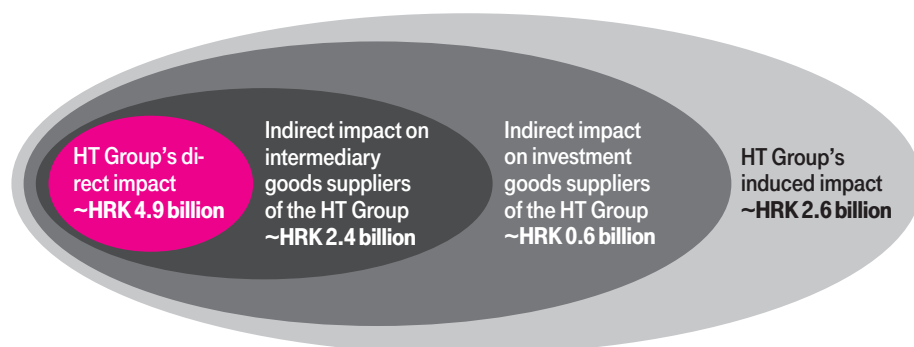 HT Group's di-
rect impact
~HRK 4.9 billion
Indirect impact on
intermediary
goods suppliers
of the HT Group
~HRK 2.4 billion
Indirect impact
on investment
goods suppliers
of the HT Group
~HRK 0.6 billion
HT Group's
induced impact
~HRK 2.6 billion